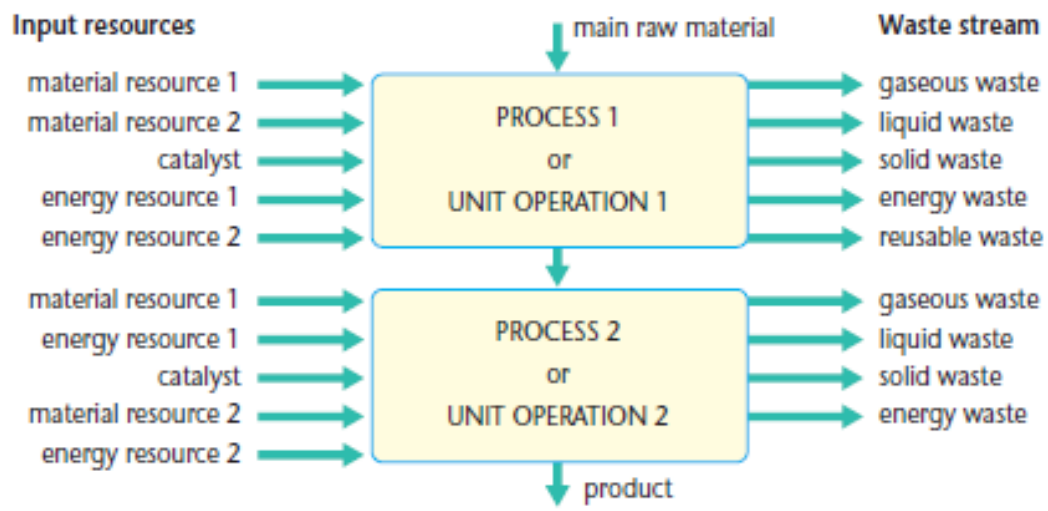 Input resources
main raw material
Waste stream
material resource 1
material resource 2
catalyst
energy resource 1
energy resource 2
PROCESS 1
or
UNIT OPERATION 1
gaseous waste
liquid waste
solid waste
energy waste
reusable waste
material resource 1
energy resource 1
catalyst
material resource 2
energy resource 2
PROCESS 2
or
UNIT OPERATION 2
gaseous waste
liquid waste
solid waste
energy waste
product